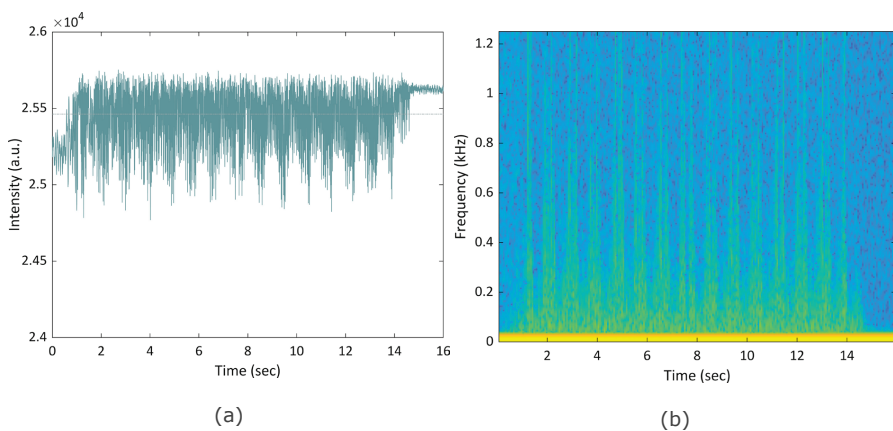 ×10⁴
2.6
2.55
2.5
2.45
2.4
Intensity (a.u.)
0 2 4 6 8 10 12 14 16
Time (sec)
(a)
1.2
1
0.8
0.6
0.4
0.2
0
Frequency (kHz)
2 4 6 8 10 12 14
Time (sec)
(b)